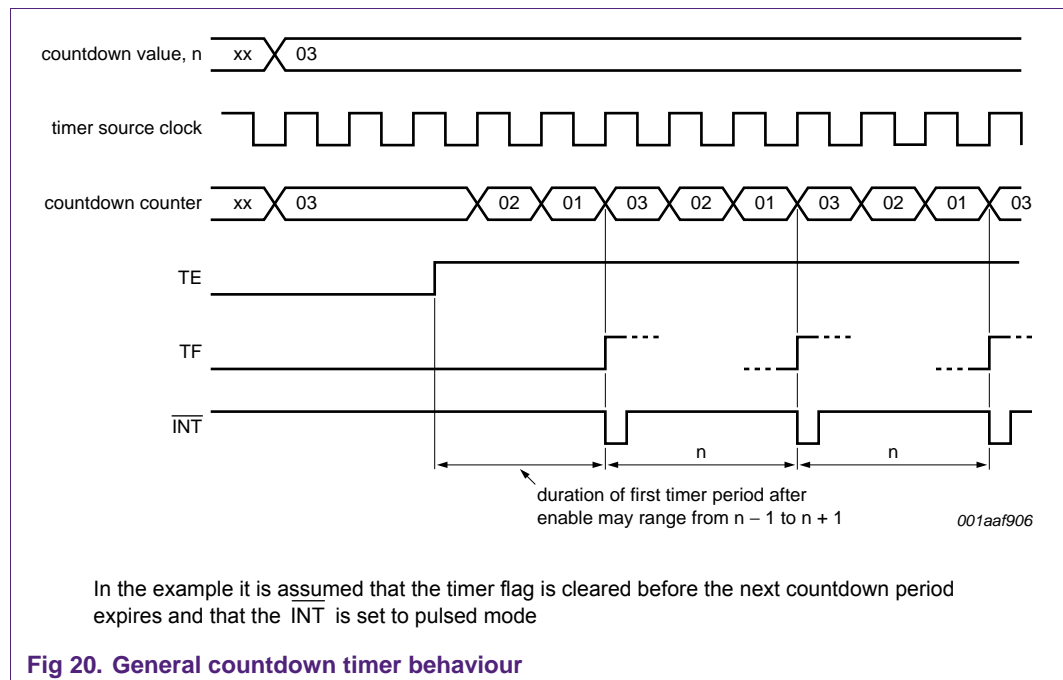 countdown value, n xx 03
timer source clock
countdown counter xx 03 02 01 03 02 01 03 02 01 03
TE
TF
INT
n n
duration of first timer period after
enable may range from n − 1 to n + 1
001aaf906
In the example it is assumed that the timer flag is cleared before the next countdown period
expires and that the INT is set to pulsed mode
Fig 20. General countdown timer behaviour